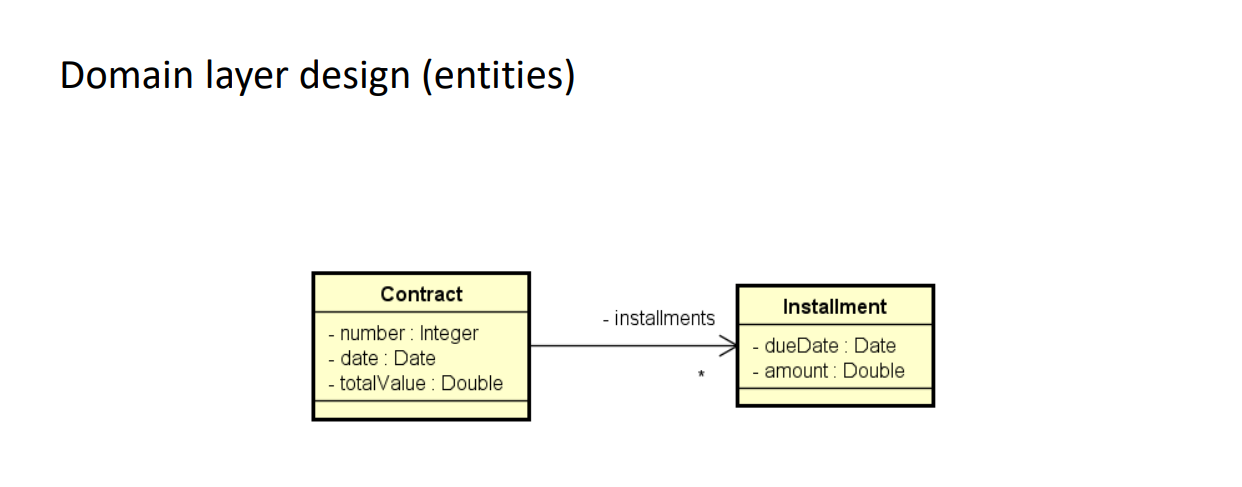 Domain layer design (entities)
Contract
- number : Integer
- date : Date
- totalValue : Double
- installments
*
Installment
- dueDate : Date
- amount : Double